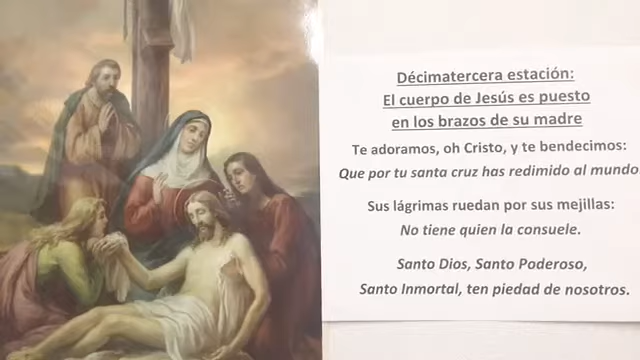 Décimatercera estación:
El cuerpo de Jesús es puesto
en los brazos de su madre
Te adoramos, oh Cristo, y te bendecimos:
Que por tu santa cruz has redimido al mundo.
Sus lágrimas ruedan por sus mejillas:
No tiene quien la consuele.
Santo Dios, Santo Poderoso,
Santo Inmortal, ten piedad de nosotros.